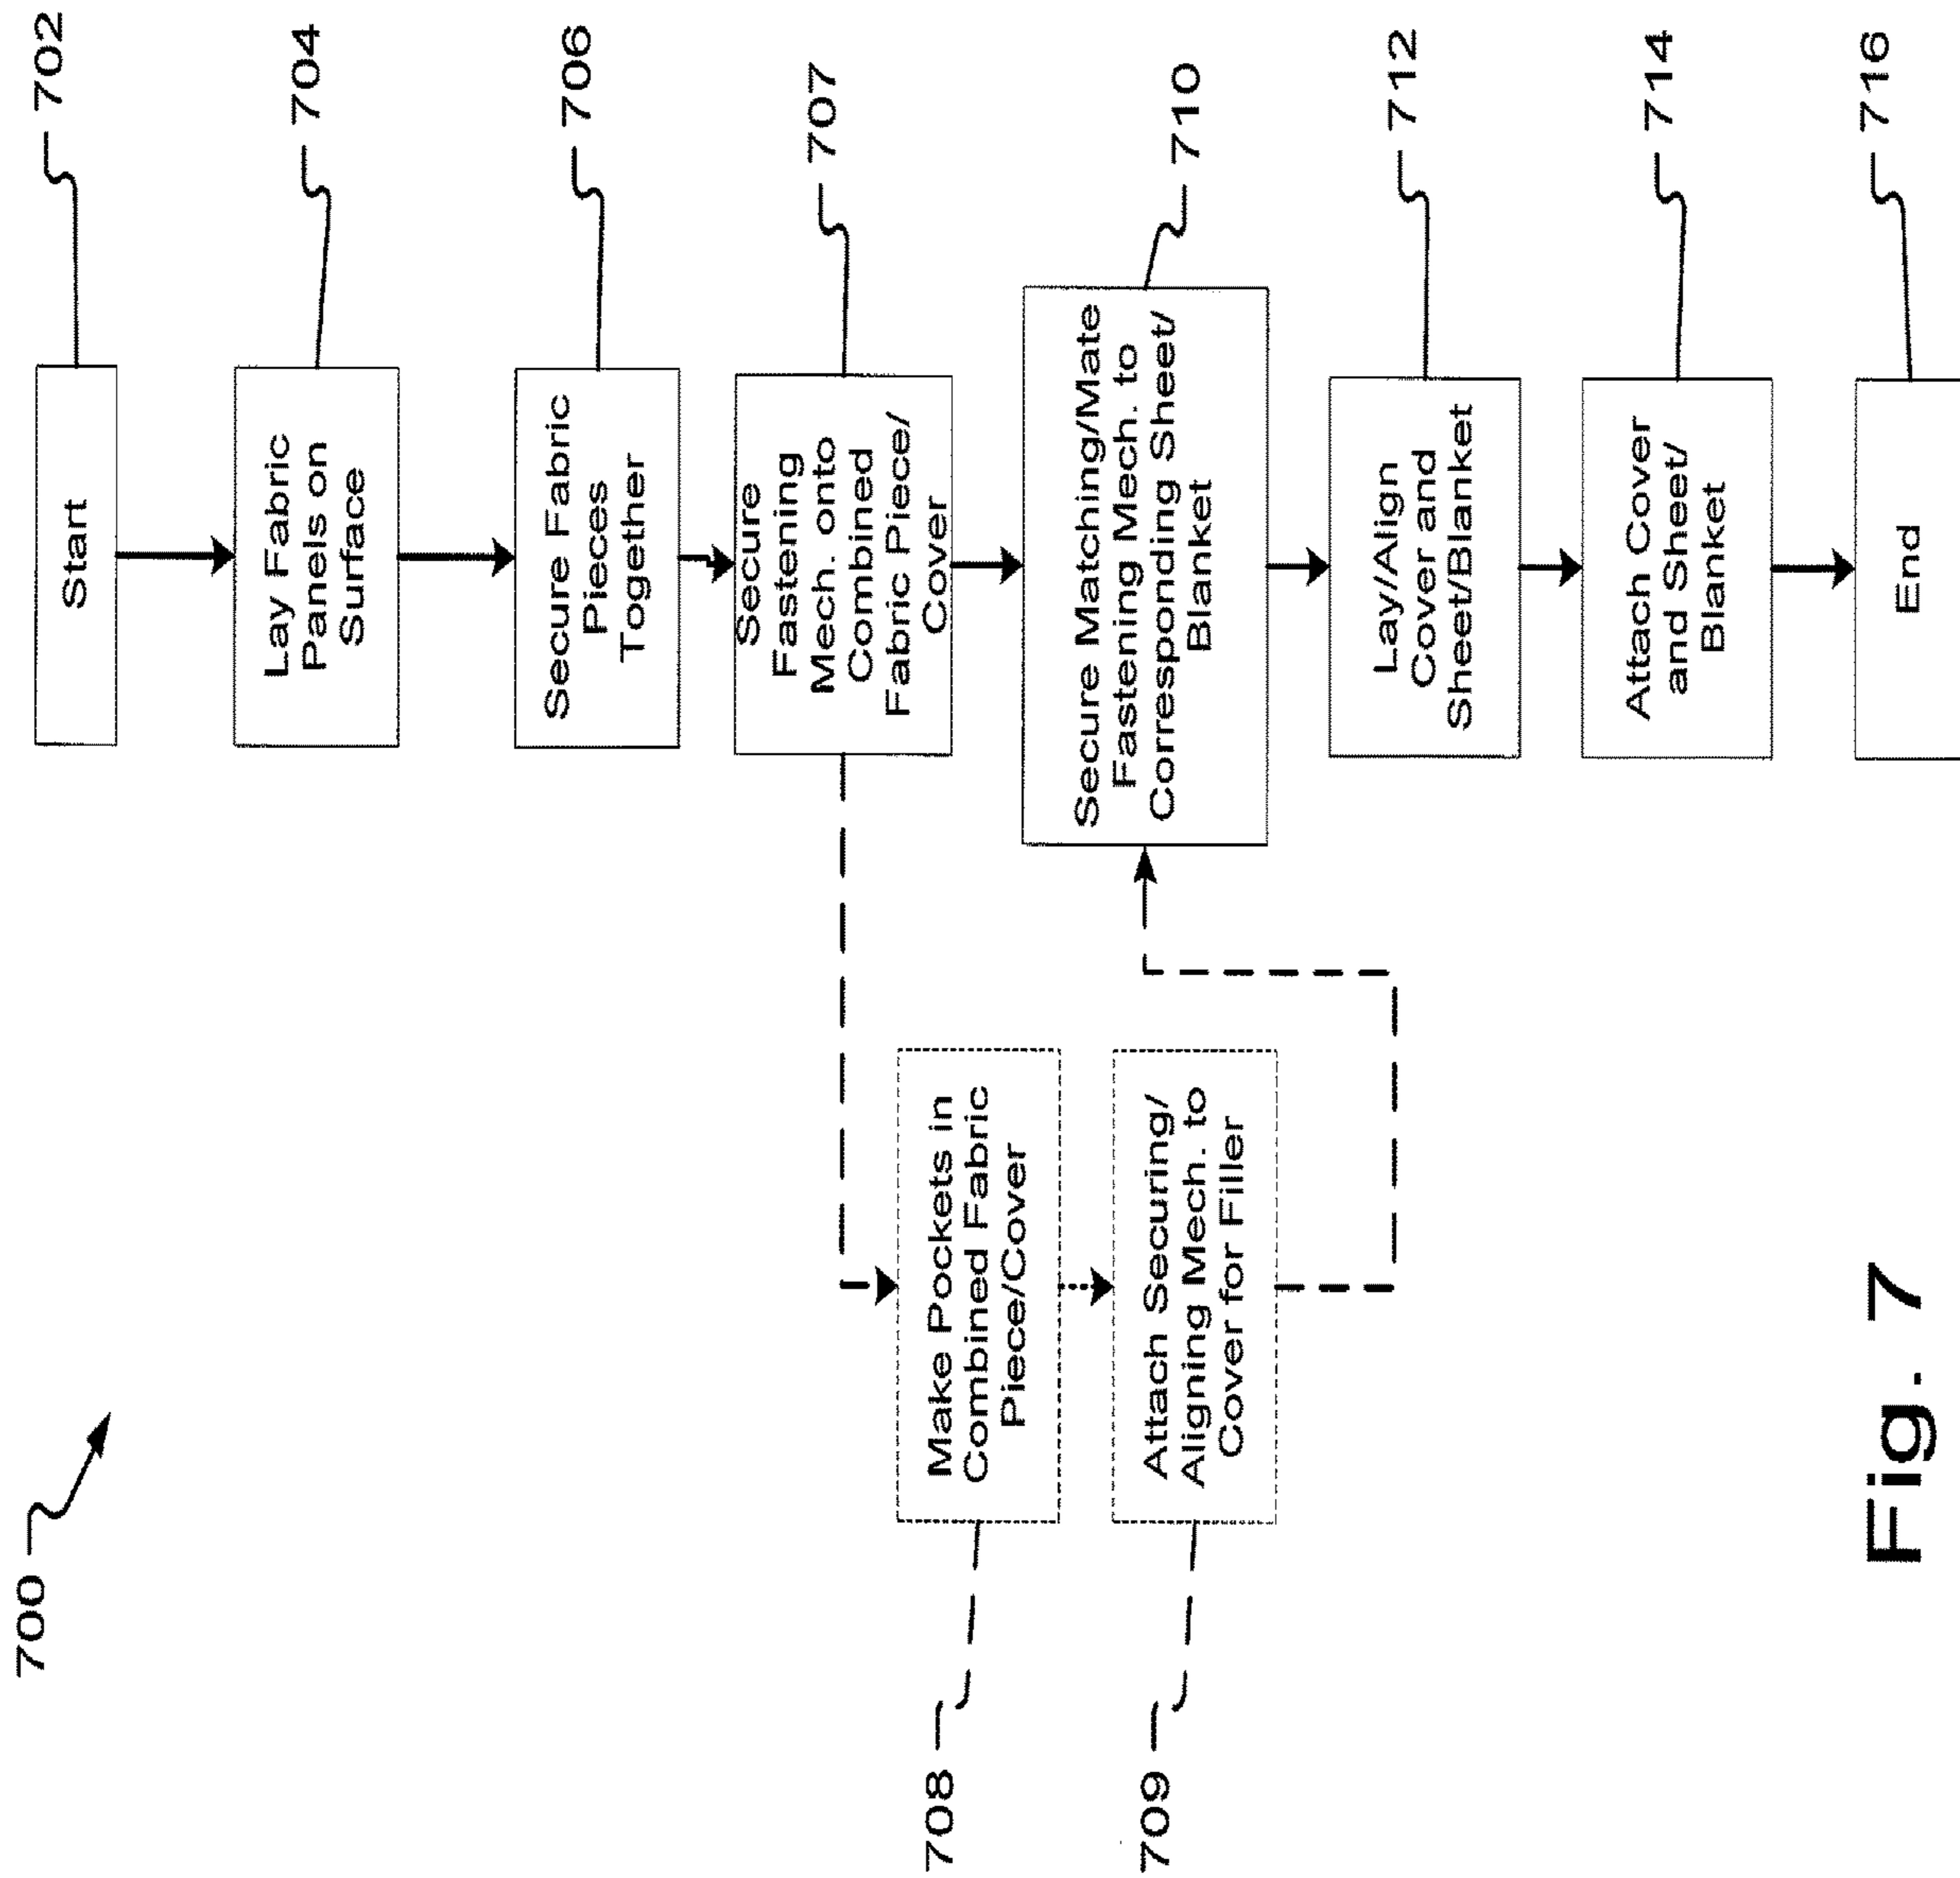 700
702
Start
704
Lay Fabric
Panels on
Surface
706
Secure Fabric
Pieces
Together
707
Secure
Fastening
Mech. onto
Combined
Fabric Piece/
Cover
708
Make Pockets in
Combined Fabric
Piece/Cover
709
Attach Securing/
Aligning Mech. to
Cover for Filler
710
Secure Matching/Mate
Fastening Mech. to
Corresponding Sheet/
Blanket
712
Lay/Align
Cover and
Sheet/Blanket
714
Attach Cover
and Sheet/
Blanket
716
End
Fig. 7